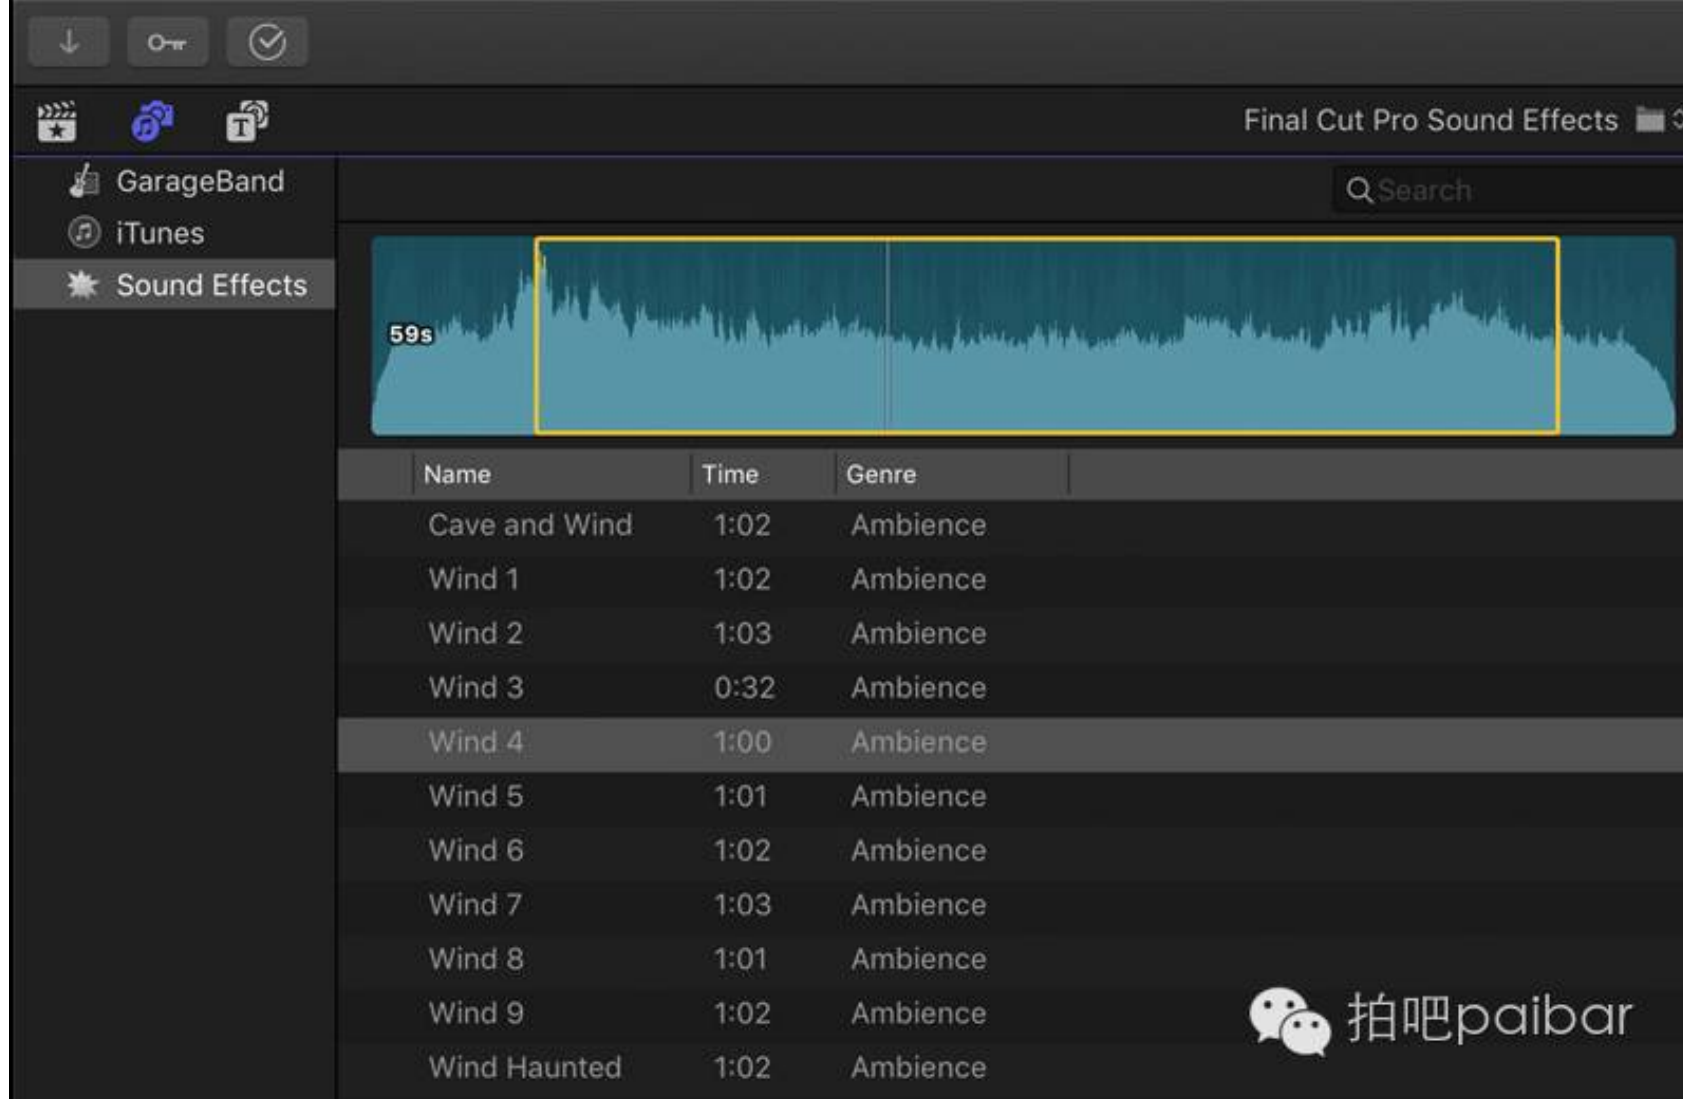 Final Cut Pro Sound Effects
GarageBand
iTunes
Sound Effects
Search
59s
Name Time Genre
Cave and Wind 1:02 Ambience
Wind 1 1:02 Ambience
Wind 2 1:03 Ambience
Wind 3 0:32 Ambience
Wind 4 1:00 Ambience
Wind 5 1:01 Ambience
Wind 6 1:02 Ambience
Wind 7 1:03 Ambience
Wind 8 1:01 Ambience
Wind 9 1:02 Ambience
Wind Haunted 1:02 Ambience
拍吧paibar